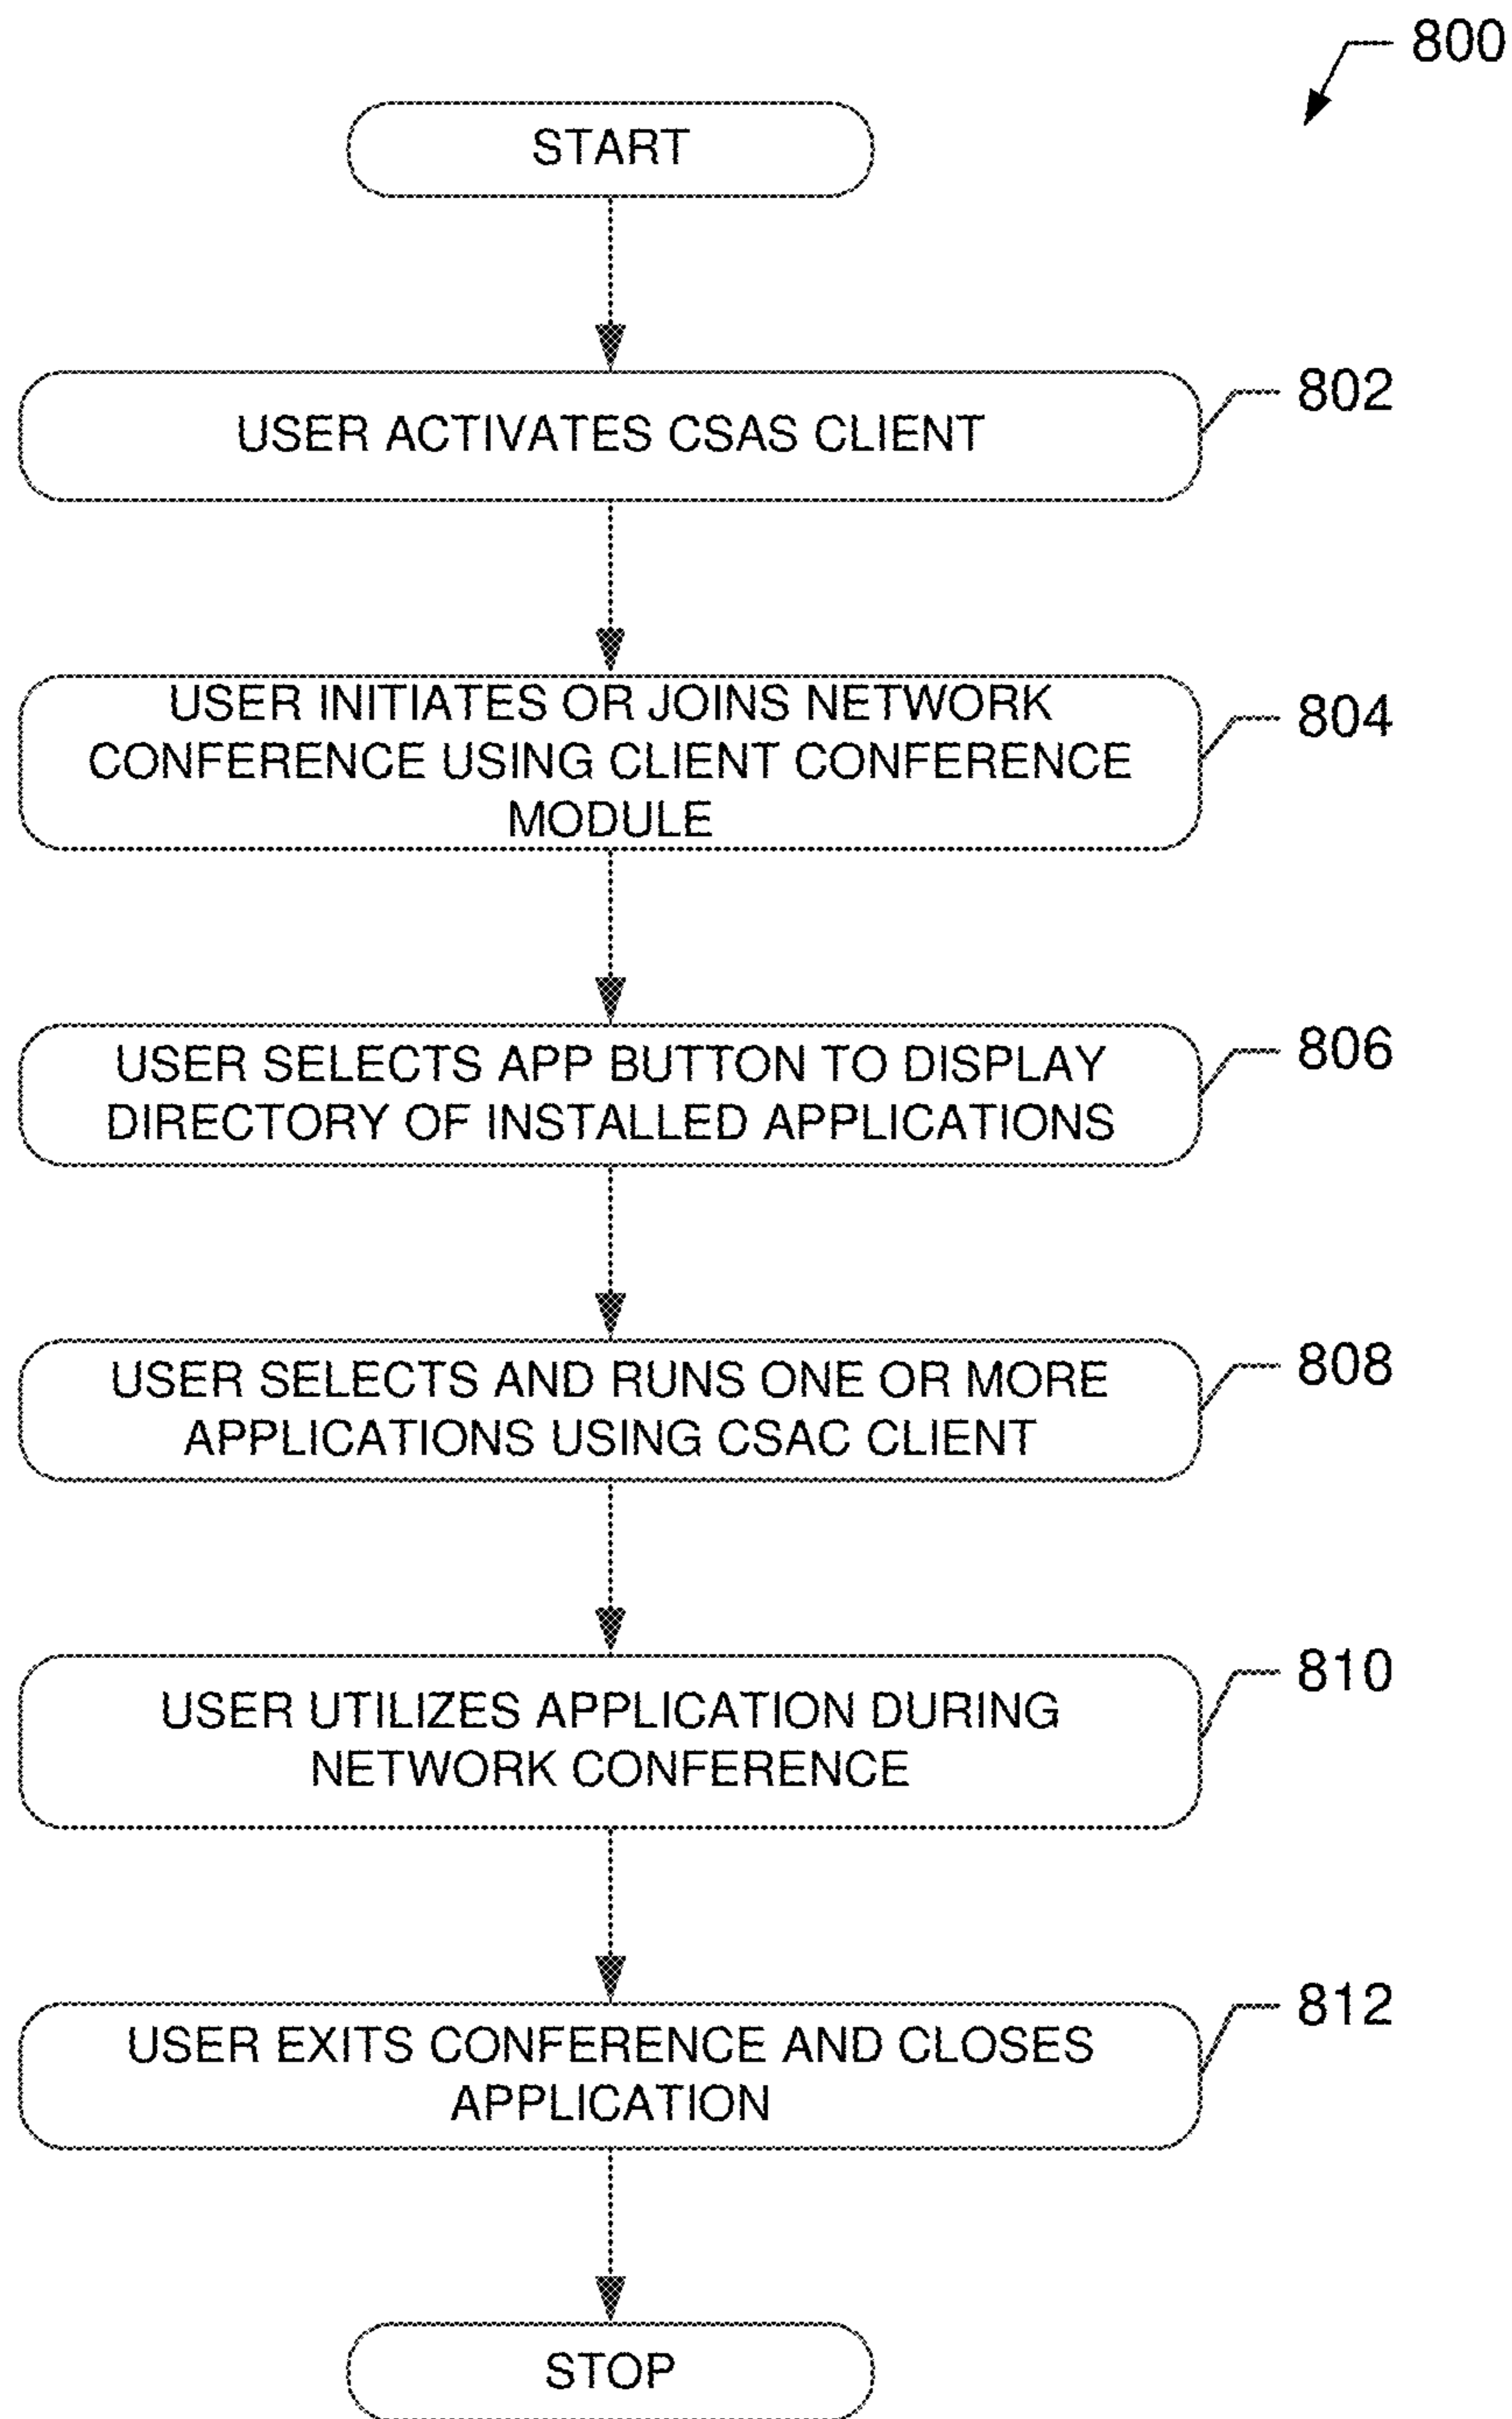 800
START
USER ACTIVATES CSAS CLIENT
802
USER INITIATES OR JOINS NETWORK
CONFERENCE USING CLIENT CONFERENCE
MODULE
804
USER SELECTS APP BUTTON TO DISPLAY
DIRECTORY OF INSTALLED APPLICATIONS
806
USER SELECTS AND RUNS ONE OR MORE
APPLICATIONS USING CSAC CLIENT
808
USER UTILIZES APPLICATION DURING
NETWORK CONFERENCE
810
USER EXITS CONFERENCE AND CLOSES
APPLICATION
812
STOP